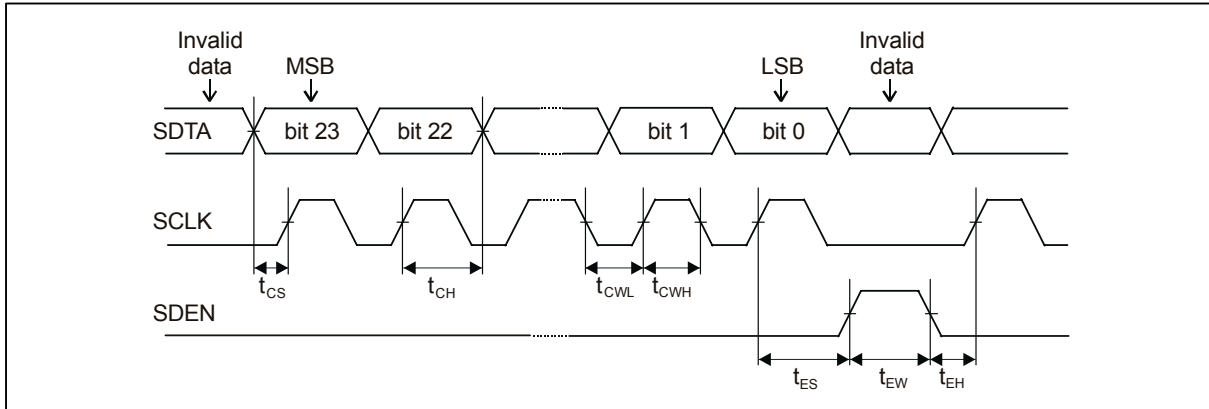 Invalid
data
MSB
LSB
Invalid
data
SDTA
bit 23
bit 22
bit 1
bit 0
SCLK
tCS
tCH
tCWL
tCWH
SDEN
tES
tEW
tEH